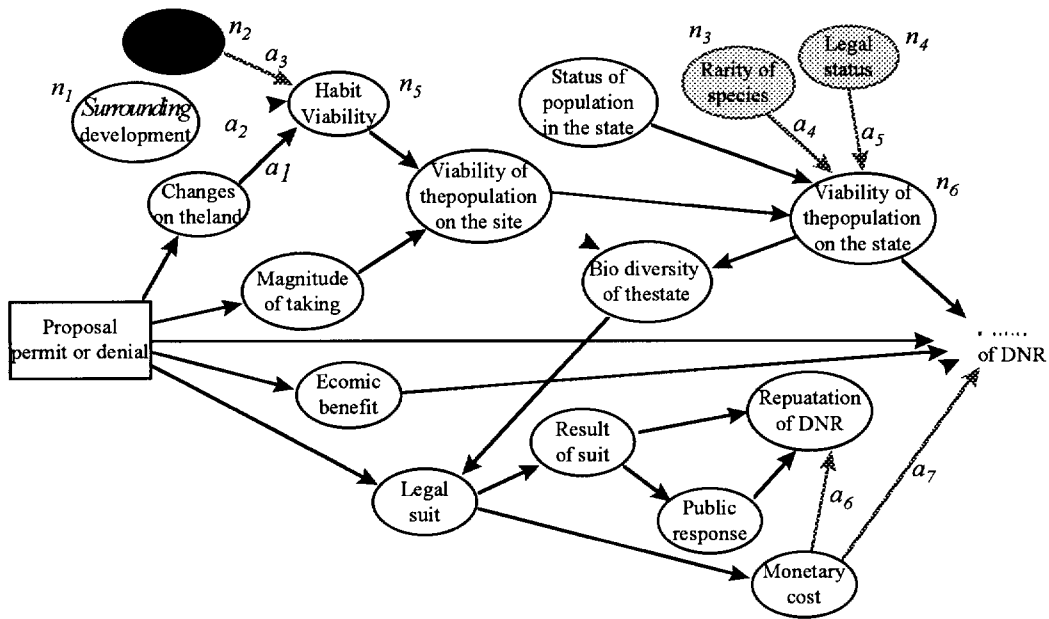 n2
a3
n1
Surrounding
development
a2
Habit
Viability
n5
a1
Changes
on theland
Status of
population
in the state
n3
Rarity of
species
a4
Legal
status
n4
a5
Viability of
thepopulation
on the site
Viability of
thepopulation
on the state
n6
Magnitude
of taking
Bio diversity
of thestate
Proposal
permit or denial
of DNR
Ecomic
benefit
Repuatation
of DNR
Result
of suit
Legal
suit
Public
response
a6
a7
Monetary
cost